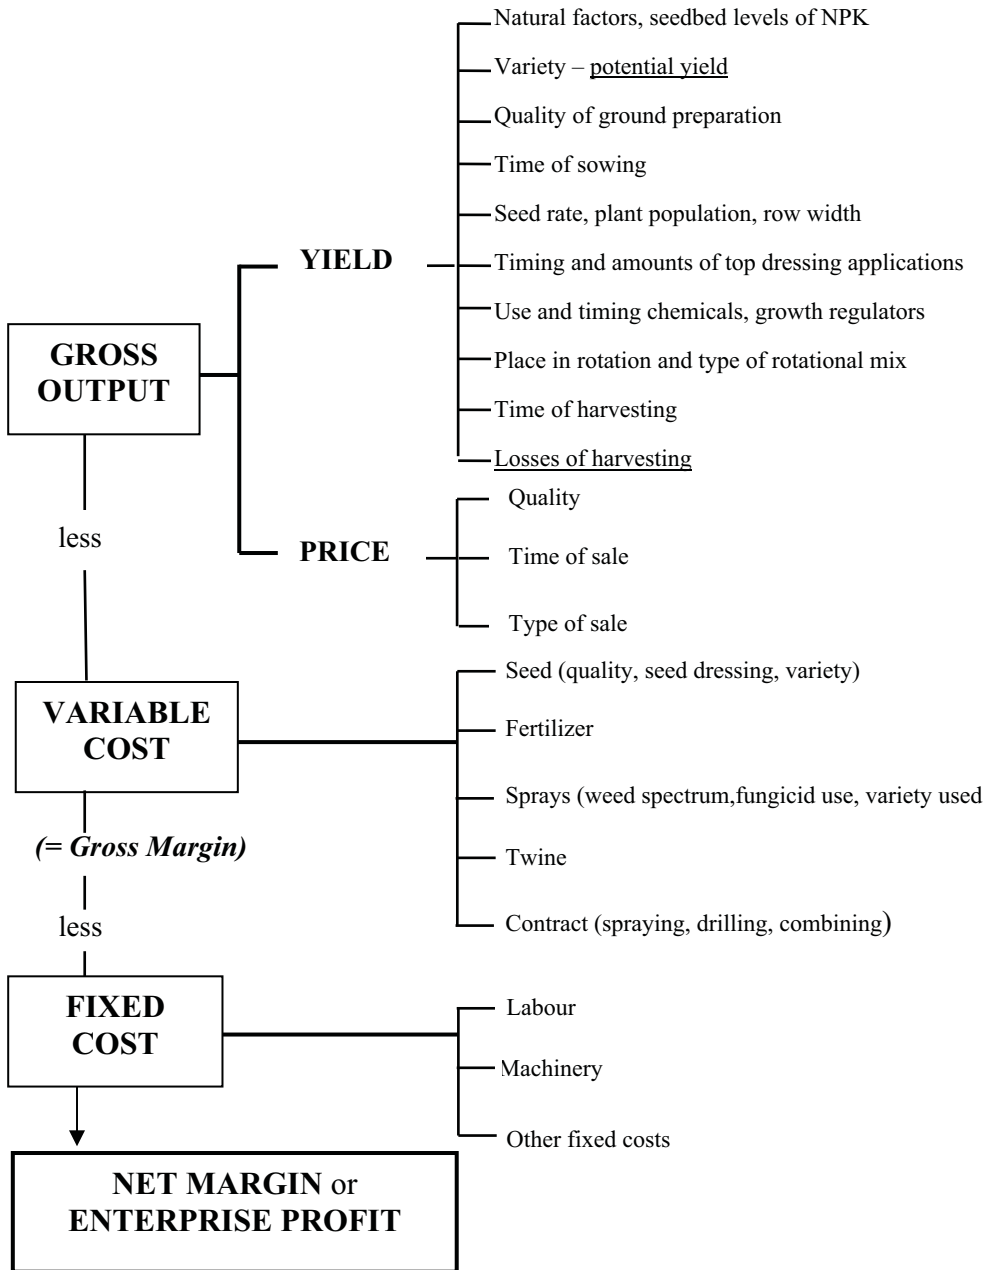 Natural factors, seedbed levels of NPK
Variety – potential yield
Quality of ground preparation
Time of sowing
Seed rate, plant population, row width
YIELD
Timing and amounts of top dressing applications
Use and timing chemicals, growth regulators
GROSS
OUTPUT
Place in rotation and type of rotational mix
Time of harvesting
Losses of harvesting
less
PRICE
Quality
Time of sale
Type of sale
VARIABLE
COST
Seed (quality, seed dressing, variety)
Fertilizer
Sprays (weed spectrum,fungicid use, variety used
Twine
Contract (spraying, drilling, combining)
(= Gross Margin)
less
FIXED
COST
Labour
Machinery
Other fixed costs
NET MARGIN or
ENTERPRISE PROFIT